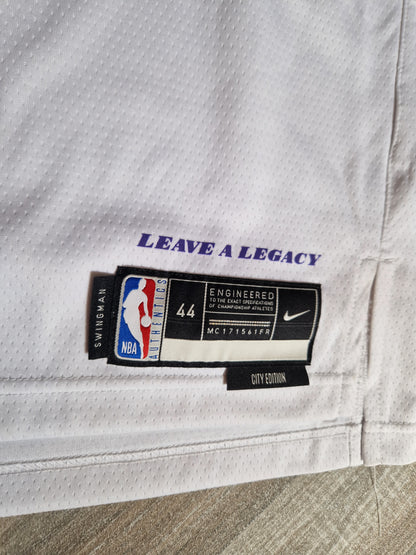 LEAVE A LEGACY
SWINGMAN
NBA
AUTHENTICS
44
ENGINEERED
TO THE EXACT SPECIFICATIONS
OF CHAMPIONSHIP ATHLETES
MC171561FR
CITY EDITION